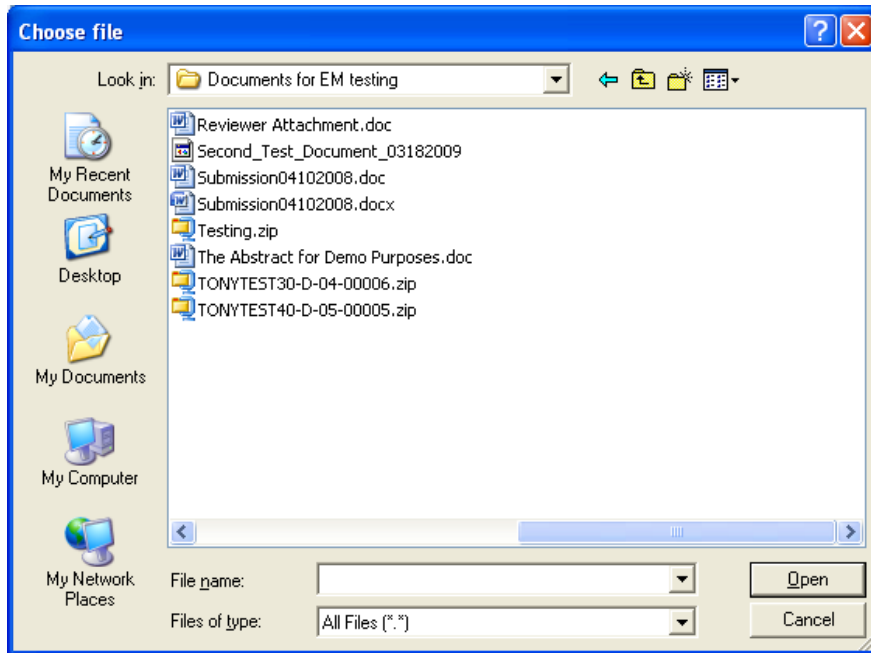 Choose file
Look in:
Documents for EM testing
My Recent
Documents
Desktop
My Documents
My Computer
My Network
Places
Reviewer Attachment.doc
Second_Test_Document_03182009
Submission04102008.doc
Submission04102008.docx
Testing.zip
The Abstract for Demo Purposes.doc
TONYTEST30-D-04-00006.zip
TONYTEST40-D-05-00005.zip
File name:
Open
Files of type:
All Files (*.*)
Cancel